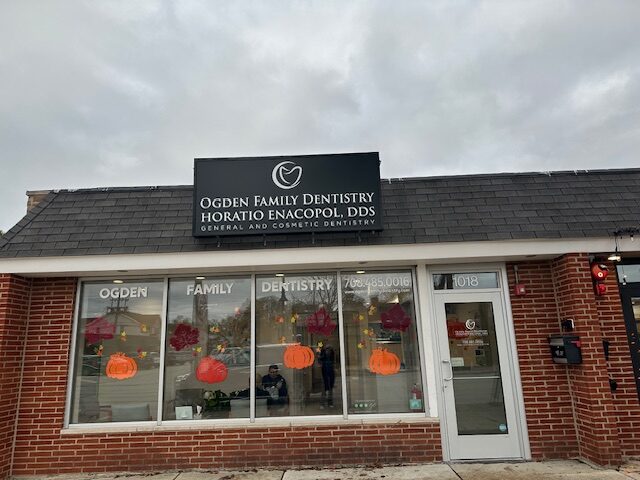 OGDEN FAMILY DENTISTRY
HORATIO ENACOPOL, DDS
GENERAL AND COSMETIC DENTISTRY
OGDEN FAMILY DENTISTRY 708.485.0016
1018